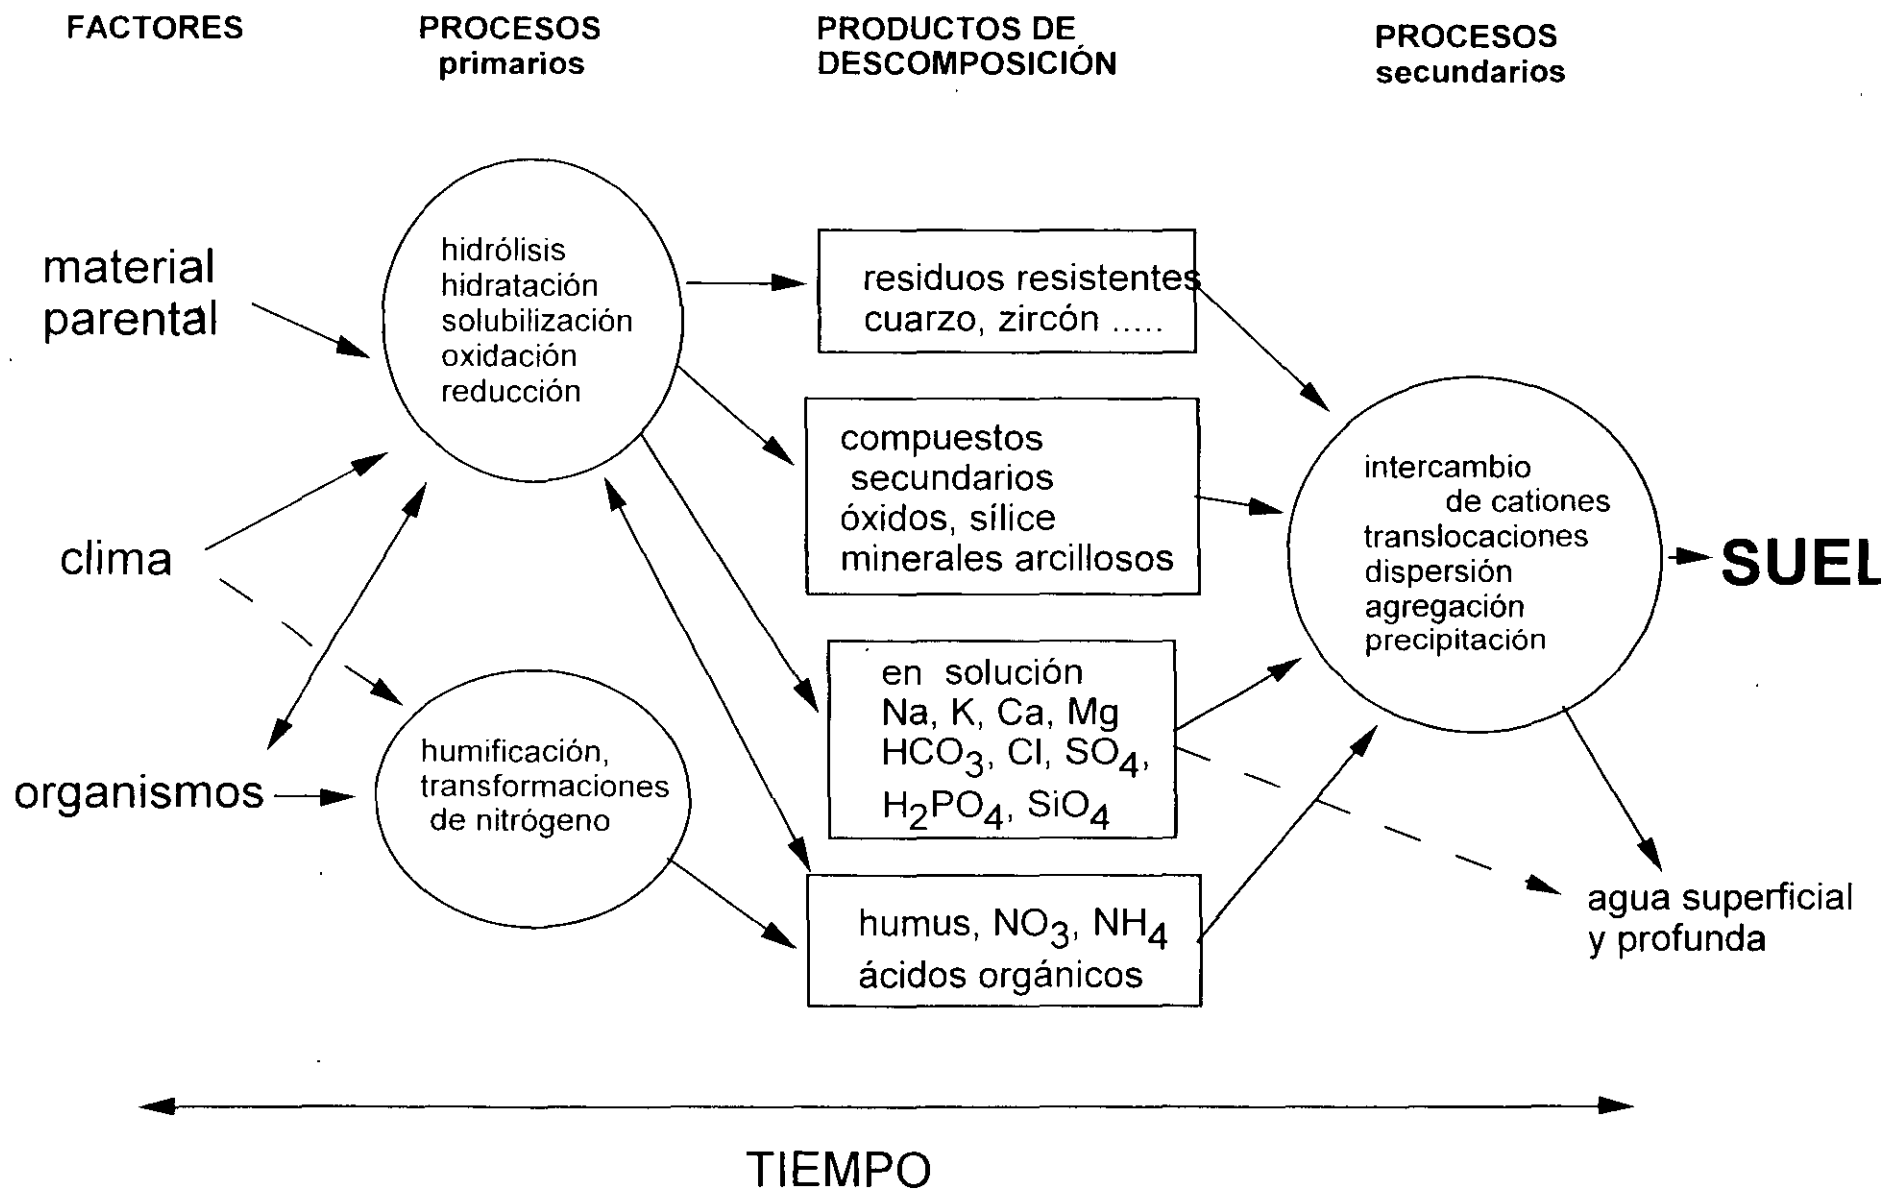 FACTORES
PROCESOS
primarios
PRODUCTOS DE
DESCOMPOSICIÓN
PROCESOS
secundarios
material
parental
clima
organismos
hidrólisis
hidratación
solubilización
oxidación
reducción
humificación,
transformaciones
de nitrógeno
residuos resistentes
cuarzo, zircón .....
compuestos
secundarios
óxidos, sílice
minerales arcillosos
en solución
Na, K, Ca, Mg
HCO3, Cl, SO4,
H2PO4, SiO4
humus, NO3, NH4
ácidos orgánicos
intercambio
de cationes
translocaciones
dispersión
agregación
precipitación
SUEL
agua superficial
y profunda
TIEMPO